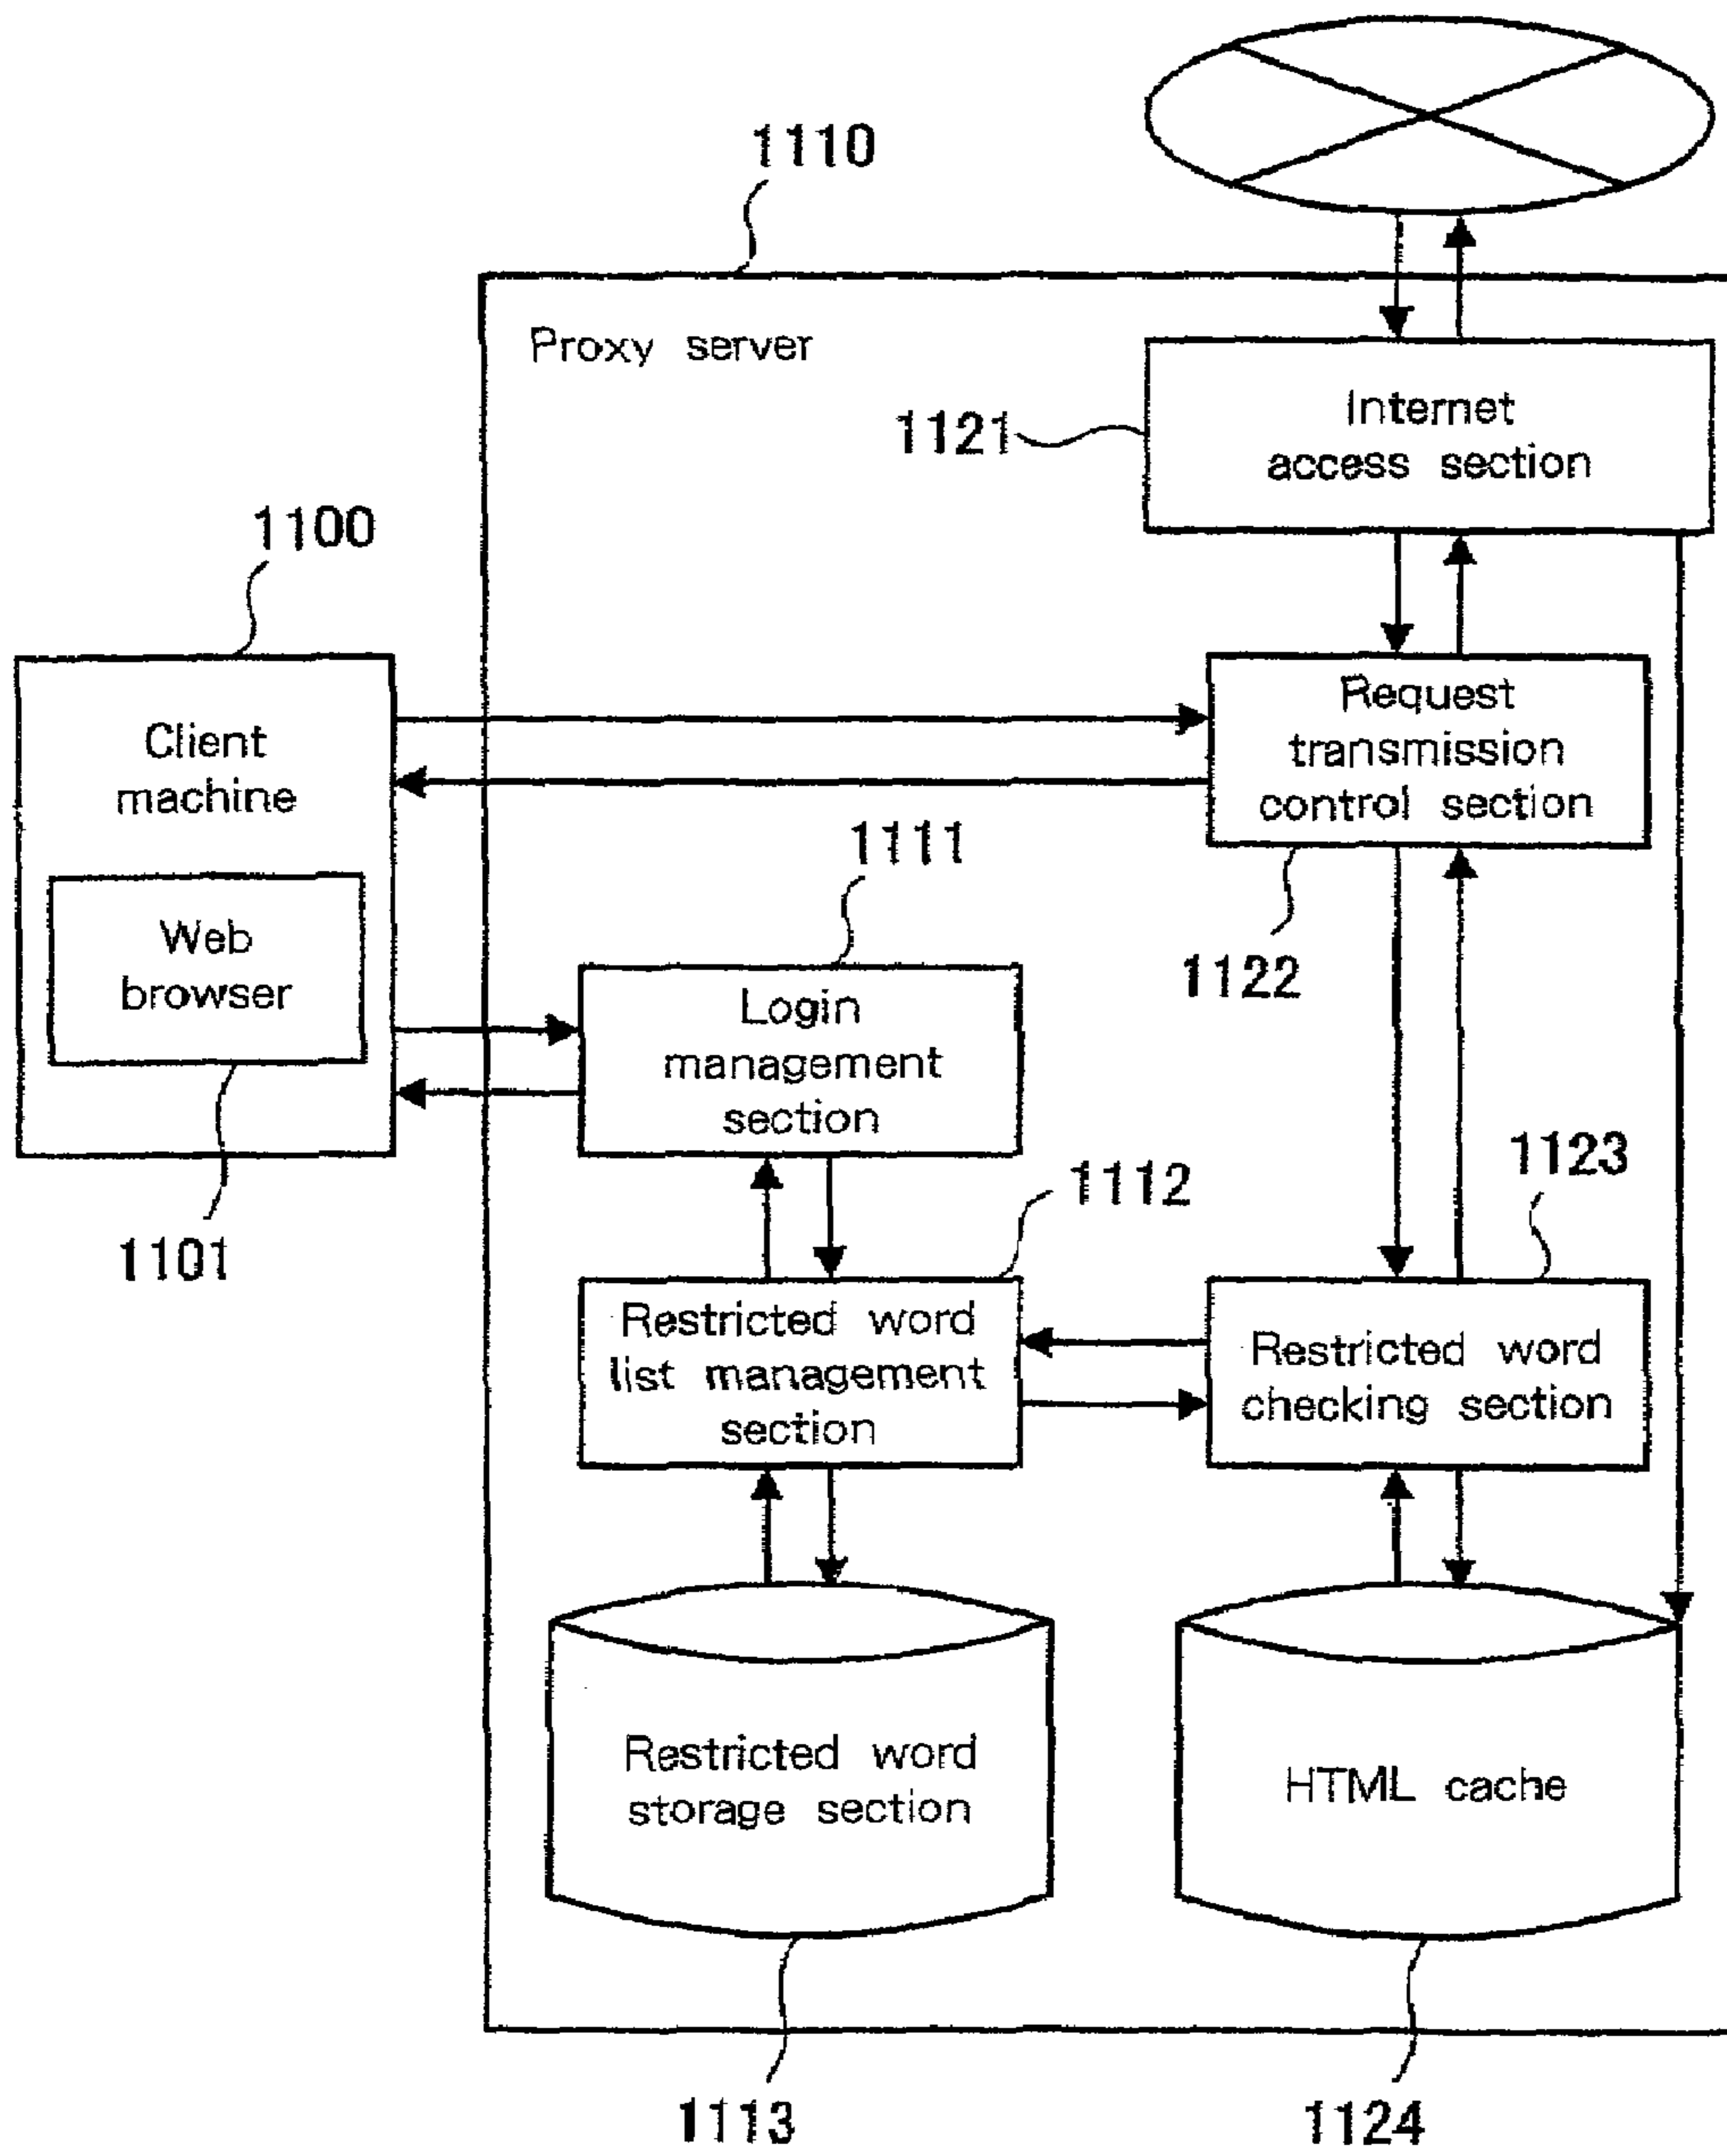 1110
Proxy server
Internet
access section
1121
1100
Client
machine
Request
transmission
control section
1111
1122
Web
browser
Login
management
section
1101
1112
1123
Restricted word
list management
section
Restricted word
checking section
Restricted word
storage section
HTML cache
1113
1124